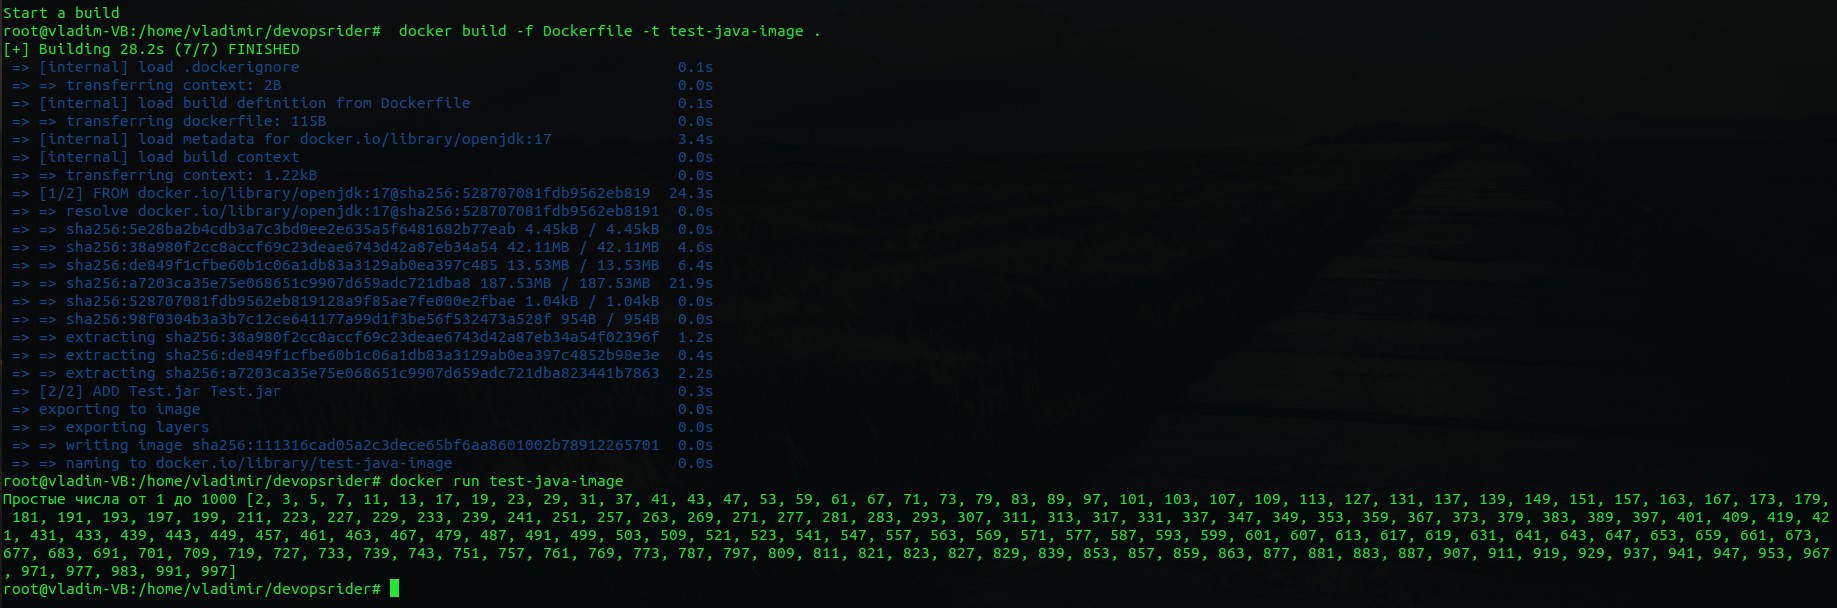 Start a build
root@vladim-VB:/home/vladimir/devopsrider#  docker build -f Dockerfile -t test-java-image .
[+] Building 28.2s (7/7) FINISHED
=> [internal] load .dockerignore 0.1s
=> => transferring context: 2B 0.0s
=> [internal] load build definition from Dockerfile 0.1s
=> => transferring dockerfile: 115B 0.0s
=> [internal] load metadata for docker.io/library/openjdk:17 3.4s
=> [internal] load build context 0.0s
=> => transferring context: 1.22kB 0.0s
=> [1/2] FROM docker.io/library/openjdk:17@sha256:528707081fdb9562eb819 24.3s
=> => resolve docker.io/library/openjdk:17@sha256:528707081fdb9562eb8191 0.0s
=> => sha256:5e28ba2b4cdb3a7c3bd0ee2e635a5f6481682b77eab 4.45kB / 4.45kB 0.0s
=> => sha256:38a980f2cc8accf69c23deae6743d42a87eb34a54 42.11MB / 42.11MB 4.6s
=> => sha256:de849f1cfbe60b1c06a1db83a3129ab0ea397c485 13.53MB / 13.53MB 6.4s
=> => sha256:a7203ca35e75e068651c9907d659adc721dba8 187.53MB / 187.53MB 21.9s
=> => sha256:528707081fdb9562eb819128a9f85ae7fe000e2fbae 1.04kB / 1.04kB 0.0s
=> => sha256:98f0304b3a3b7c12ce641177a99d1f3be56f532473a528f 954B / 954B 0.0s
=> => extracting sha256:38a980f2cc8accf69c23deae6743d42a87eb34a54f02396f 1.2s
=> => extracting sha256:de849f1cfbe60b1c06a1db83a3129ab0ea397c4852b98e3e 0.4s
=> => extracting sha256:a7203ca35e75e068651c9907d659adc721dba823441b7863 2.2s
=> [2/2] ADD Test.jar Test.jar 0.3s
=> exporting to image 0.0s
=> => exporting layers 0.0s
=> => writing image sha256:111316cad05a2c3dece65bf6aa8601002b78912265701 0.0s
=> => naming to docker.io/library/test-java-image 0.0s
root@vladim-VB:/home/vladimir/devopsrider# docker run test-java-image
Простые числа от 1 до 1000 [2, 3, 5, 7, 11, 13, 17, 19, 23, 29, 31, 37, 41, 43, 47, 53, 59, 61, 67, 71, 73, 79, 83, 89, 97, 101, 103, 107, 109, 113, 127, 131, 137, 139, 149, 151, 157, 163, 167, 173, 179,
181, 191, 193, 197, 199, 211, 223, 227, 229, 233, 239, 241, 251, 257, 263, 269, 271, 277, 281, 283, 293, 307, 311, 313, 317, 331, 337, 347, 349, 353, 359, 367, 373, 379, 383, 389, 397, 401, 409, 419, 42
1, 431, 433, 439, 443, 449, 457, 461, 463, 467, 479, 487, 491, 499, 503, 509, 521, 523, 541, 547, 557, 563, 569, 571, 577, 587, 593, 599, 601, 607, 613, 617, 619, 631, 641, 643, 647, 653, 659, 661, 673,
677, 683, 691, 701, 709, 719, 727, 733, 739, 743, 751, 757, 761, 769, 773, 787, 797, 809, 811, 821, 823, 827, 829, 839, 853, 857, 859, 863, 877, 881, 883, 887, 907, 911, 919, 929, 937, 941, 947, 953, 967
, 971, 977, 983, 991, 997]
root@vladim-VB:/home/vladimir/devopsrider#